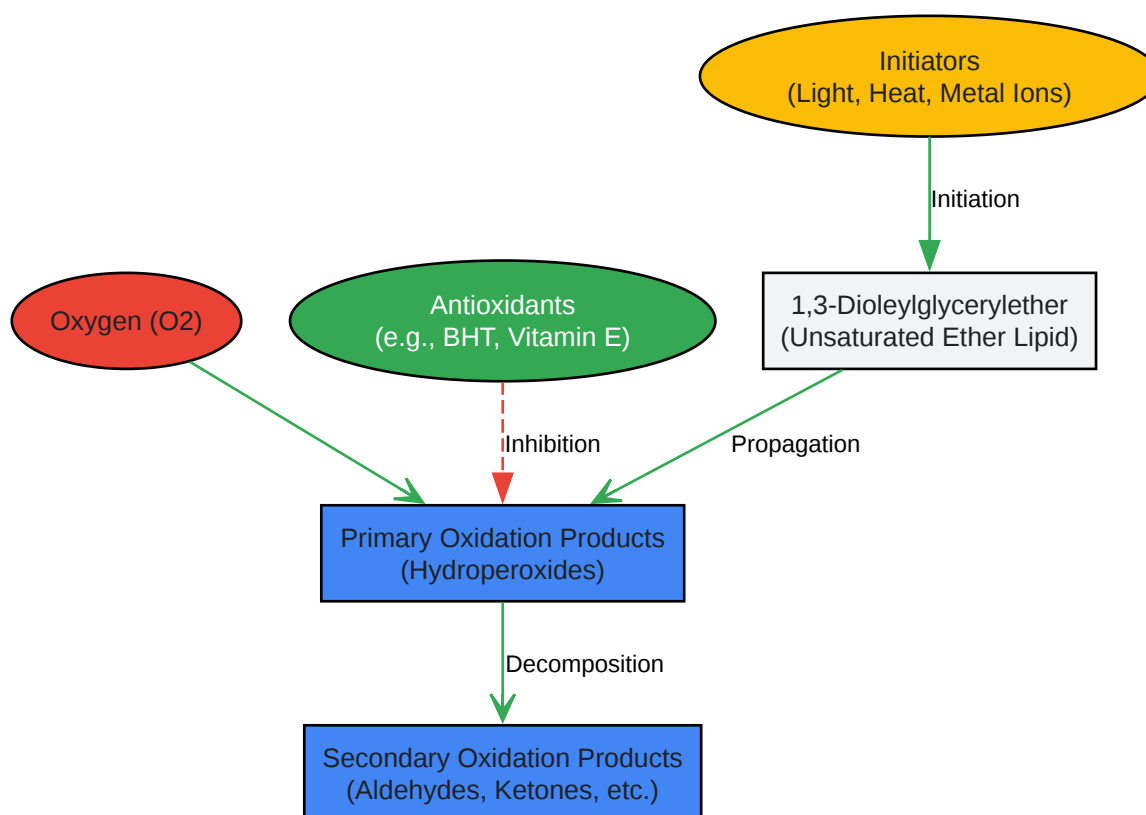 Initiators
(Light, Heat, Metal Ions)
Initiation
Oxygen (O2)
Antioxidants
(e.g., BHT, Vitamin E)
1,3-Dioleylglycerylether
(Unsaturated Ether Lipid)
Inhibition
Propagation
Primary Oxidation Products
(Hydroperoxides)
Decomposition
Secondary Oxidation Products
(Aldehydes, Ketones, etc.)